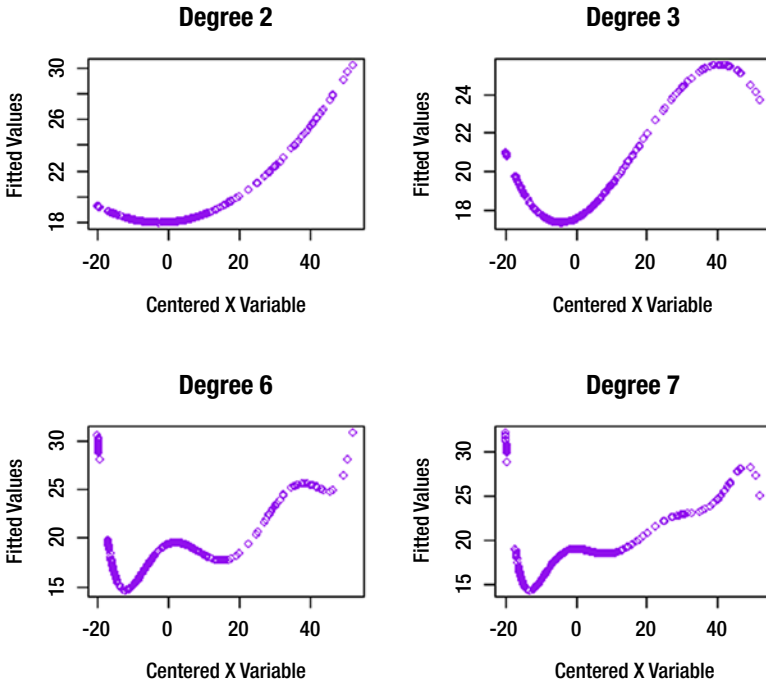 Degree 2
Degree 3
30
26
22
18
Fitted Values
-20 0 20 40
Centered X Variable
24
22
20
18
Fitted Values
-20 0 20 40
Centered X Variable
Degree 6
Degree 7
30
25
20
15
Fitted Values
-20 0 20 40
Centered X Variable
30
25
20
15
Fitted Values
-20 0 20 40
Centered X Variable